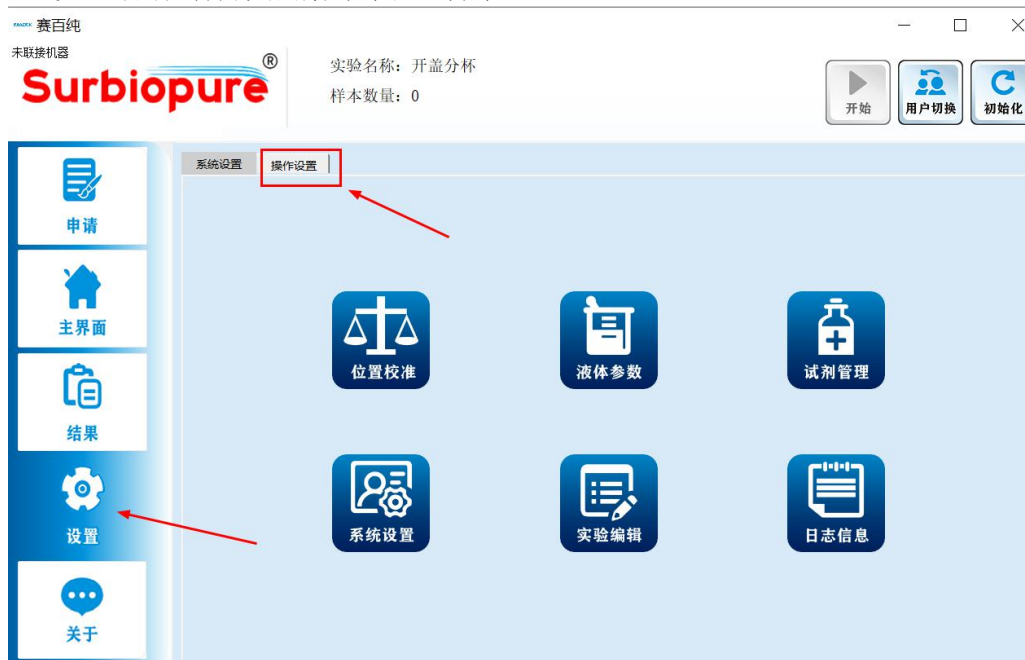 赛百纯
未联接机器
Surbiopure®
实验名称: 开盖分杯
样本数量: 0
开始
用户切换
初始化
系统设置
操作设置
申请
主界面
结果
设置
关于
位置校准
液体参数
试剂管理
系统设置
实验编辑
日志信息